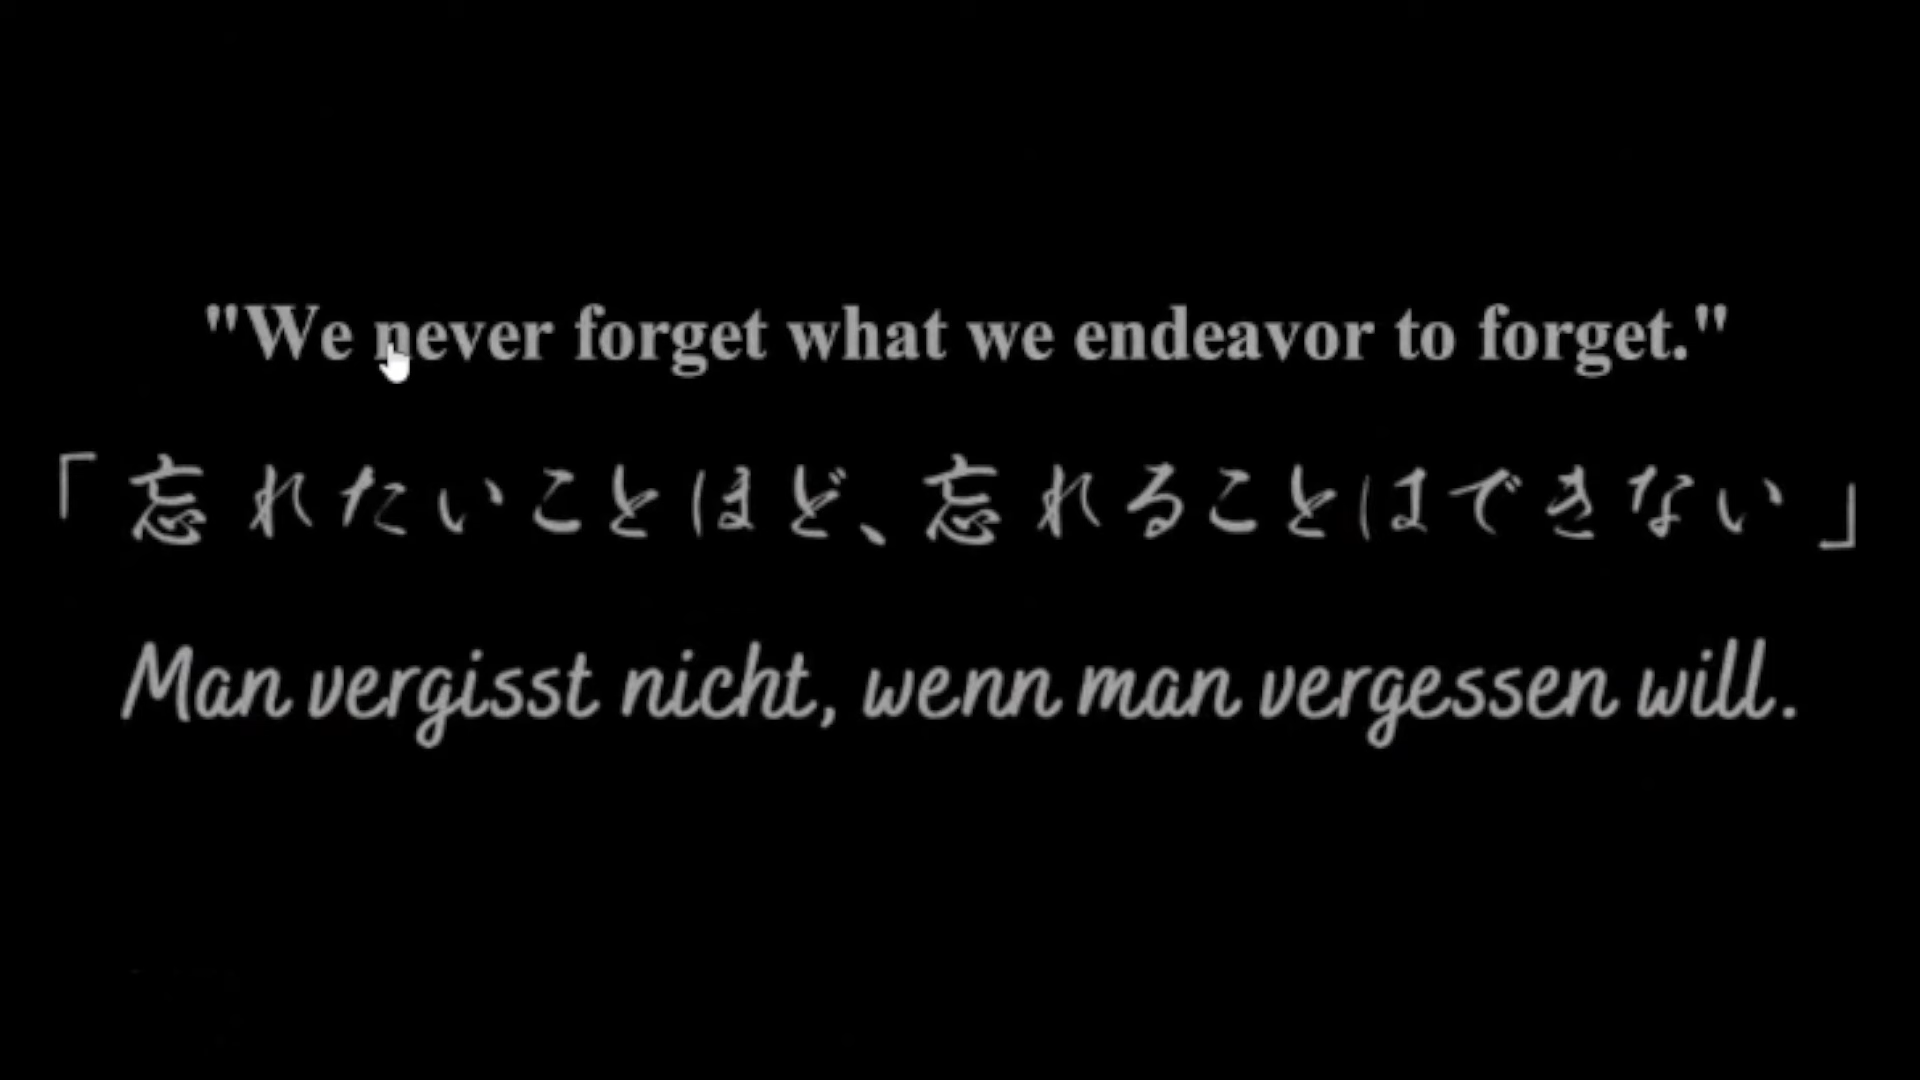 "We never forget what we endeavor to forget."
「忘れたいことほど、忘れることはできない」
Man vergisst nicht, wenn man vergessen will.